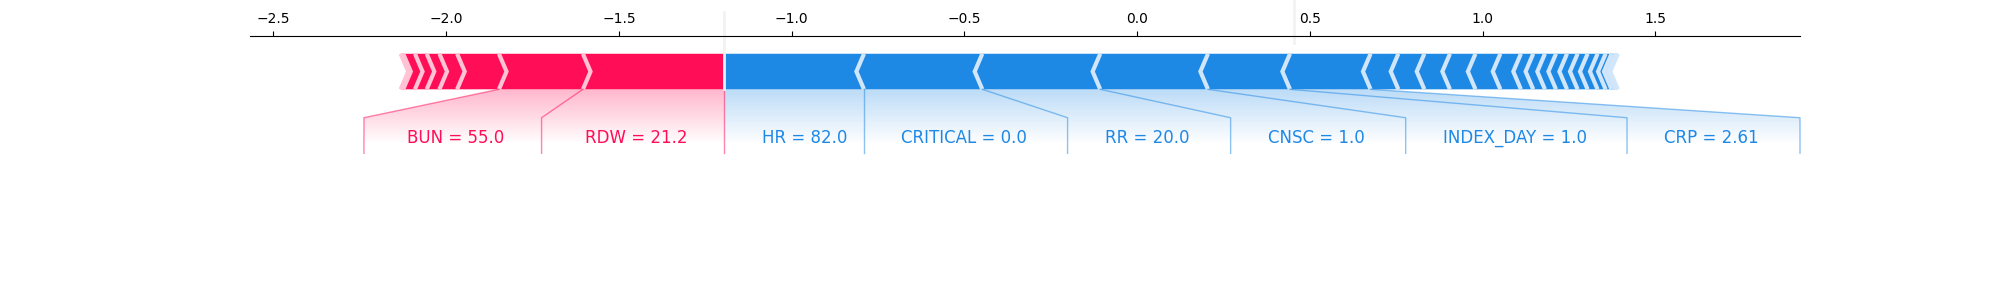 −2.5 −2.0 −1.5 −1.0 −0.5 0.0 0.5 1.0 1.5
BUN = 55.0 RDW = 21.2 HR = 82.0 CRITICAL = 0.0 RR = 20.0 CNSC = 1.0 INDEX_DAY = 1.0 CRP = 2.61